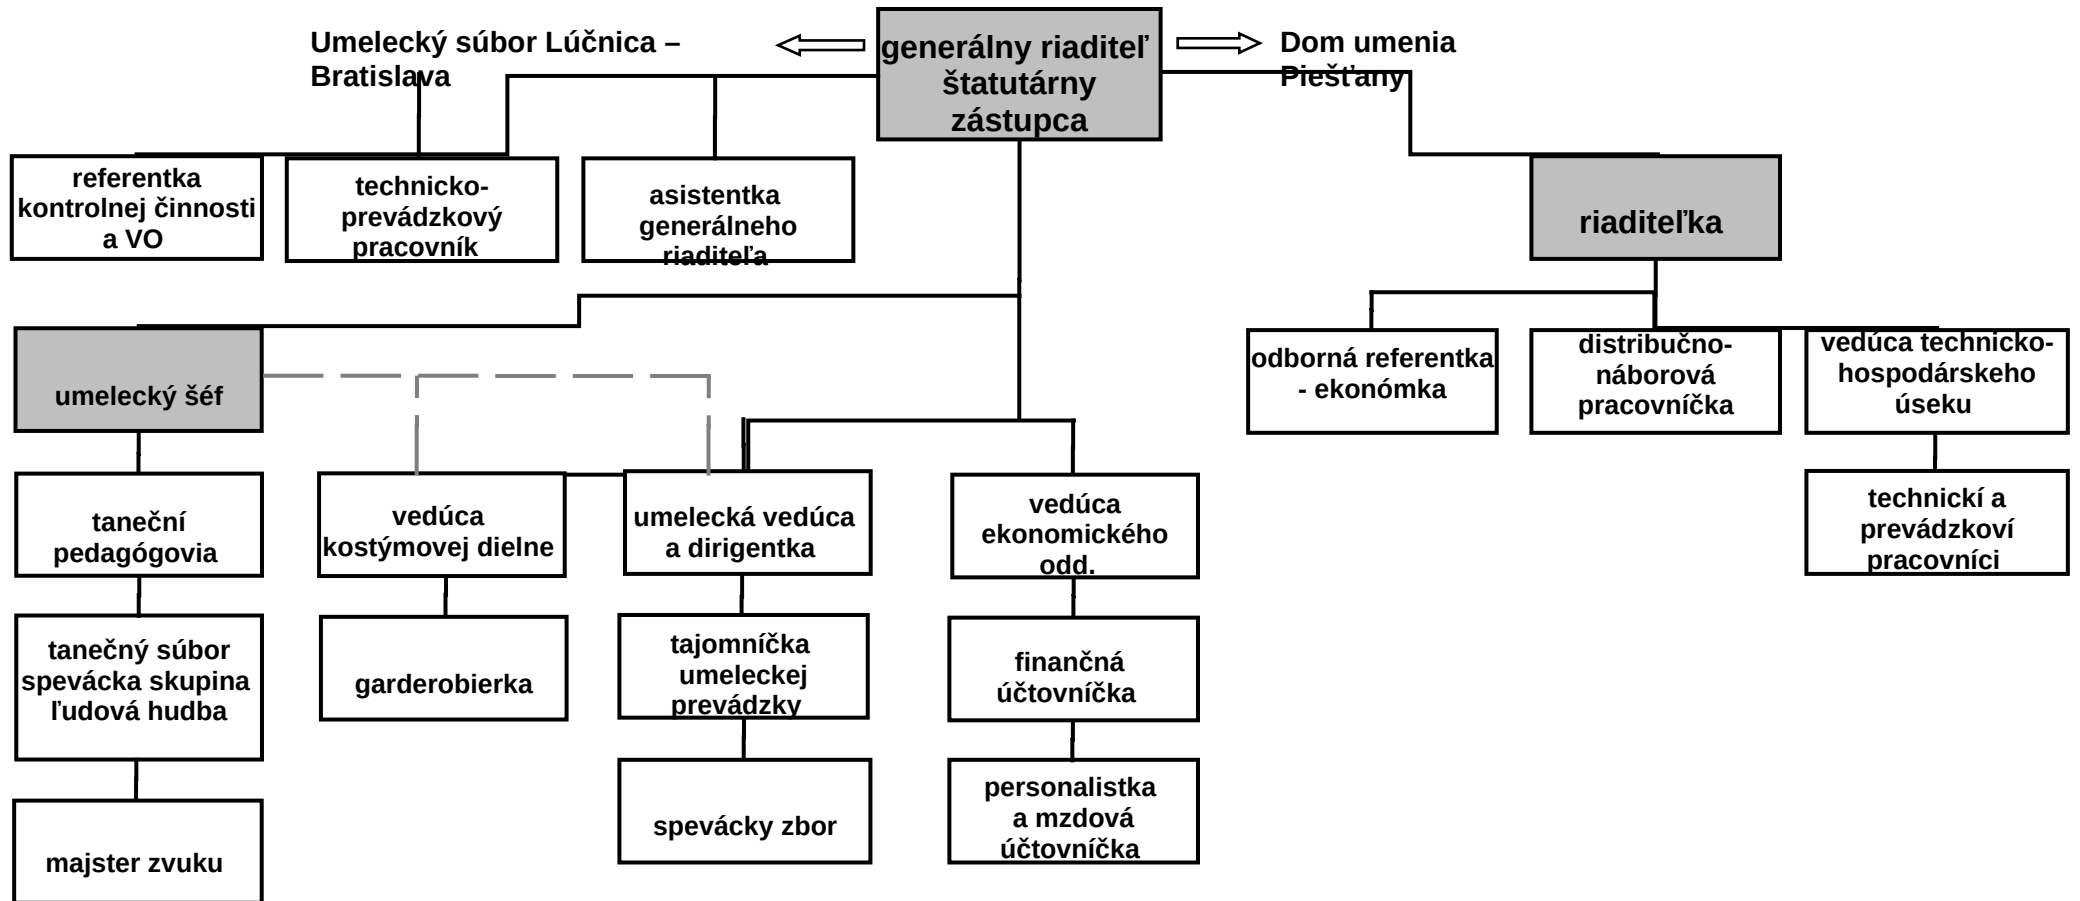 Umelecký súbor Lúčnica –
Bratislava
generálny riaditeľ
štatutárny
zástupca
Dom umenia
Piešťany
referentka
kontrolnej činnosti
a VO
technicko-
prevádzkový
pracovník
asistentka
generálneho
riaditeľa
riaditeľka
umelecký šéf
odborná referentka
- ekonómka
distribučno-
náborová
pracovníčka
vedúca technicko-
hospodárskeho
úseku
taneční
pedagógovia
vedúca
kostýmovej dielne
umelecká vedúca
a dirigentka
vedúca
ekonomického
odd.
technickí a
prevádzkoví
pracovníci
tanečný súbor
spevácka skupina
ľudová hudba
garderobierka
tajomníčka
umeleckej
prevádzky
finančná
účtovníčka
majster zvuku
spevácky zbor
personalistka
a mzdová
účtovníčka